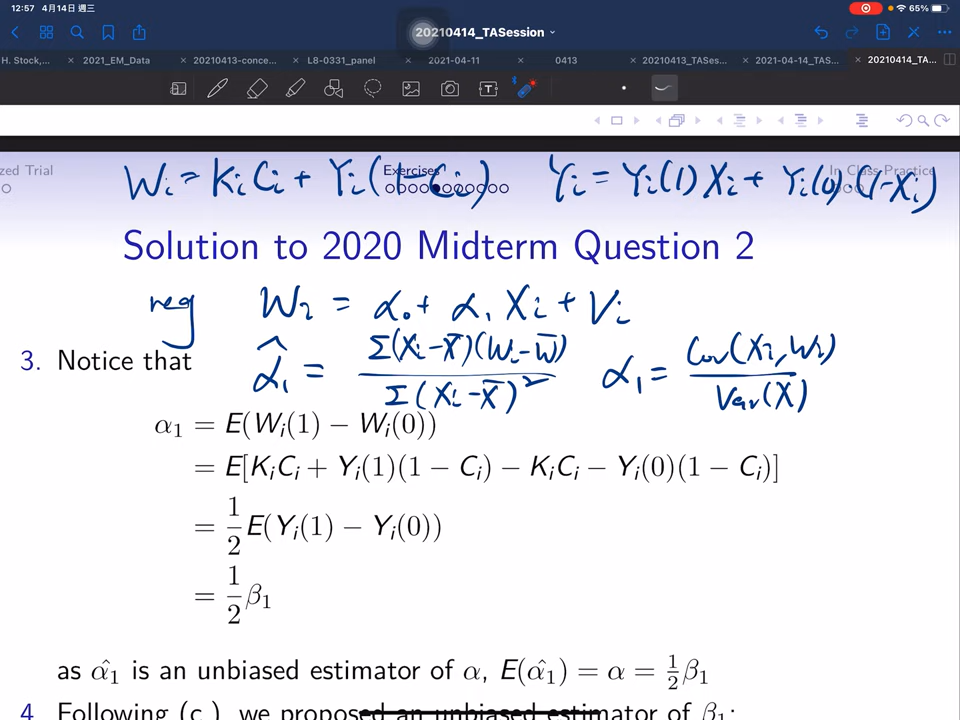 12:57 4月14日 週三
65%
20210414_TASession
H. Stock,...
2021_EM_Data
20210413-conce...
L8-0331_panel
2021-04-11
0413
20210413_TASes...
2021-04-14_TAS...
20210414_TA...
zed Trial
Exercises
In Class Practice
Wi = KiCi + Yi(1-Ci) Yi = Yi(1)Xi + Yi(0)·(1-Xi)
Solution to 2020 Midterm Question 2
reg Wi = α₀ + α₁Xi + Vi
3. Notice that
α̂₁ = Σ(Xi-X̄)(Wi-W̄) / Σ(Xi-X̄)² α₁ = Cov(Xi,Wi) / Var(X)
α₁ = E(Wᵢ(1) − Wᵢ(0))
= E[KᵢCᵢ + Yᵢ(1)(1 − Cᵢ) − KᵢCᵢ − Yᵢ(0)(1 − Cᵢ)]
= 1/2 E(Yᵢ(1) − Yᵢ(0))
= 1/2 β₁
as α̂₁ is an unbiased estimator of α, E(α̂₁) = α = 1/2 β₁
4. Following (c.), we proposed an unbiased estimator of β₁: